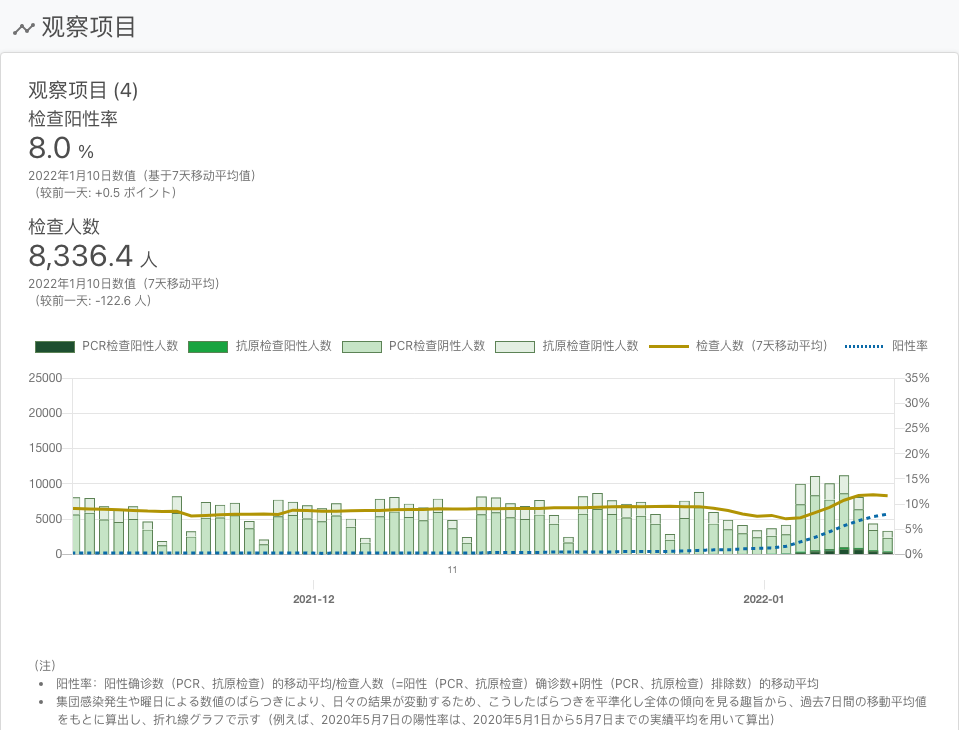 观察项目
观察项目 (4)
检查阳性率
8.0 %
2022年1月10日数值（基于7天移动平均值）
（较前一天: +0.5 ポイント）
检查人数
8,336.4 人
2022年1月10日数值（7天移动平均）
（较前一天: -122.6 人）
PCR检查阳性人数 抗原检查阳性人数 PCR检查阴性人数 抗原检查阴性人数 检查人数（7天移动平均） 阳性率
25000 35%
30%
20000
25%
15000 20%
15%
10000
10%
5000
5%
0 0%
11
2021-12 2022-01
（注）
• 阳性率：阳性确诊数（PCR、抗原检查）的移动平均/检查人数（=阳性（PCR、抗原检查）确诊数+阴性（PCR、抗原检查）排除数）的移动平均
• 集団感染発生や曜日による数値のばらつきにより、日々の結果が変動するため、こうしたばらつきを平準化し全体の傾向を見る趣旨から、過去7日間の移動平均値
をもとに算出し、折れ線グラフで示す（例えば、2020年5月7日の陽性率は、2020年5月1日から5月7日までの実績平均を用いて算出）